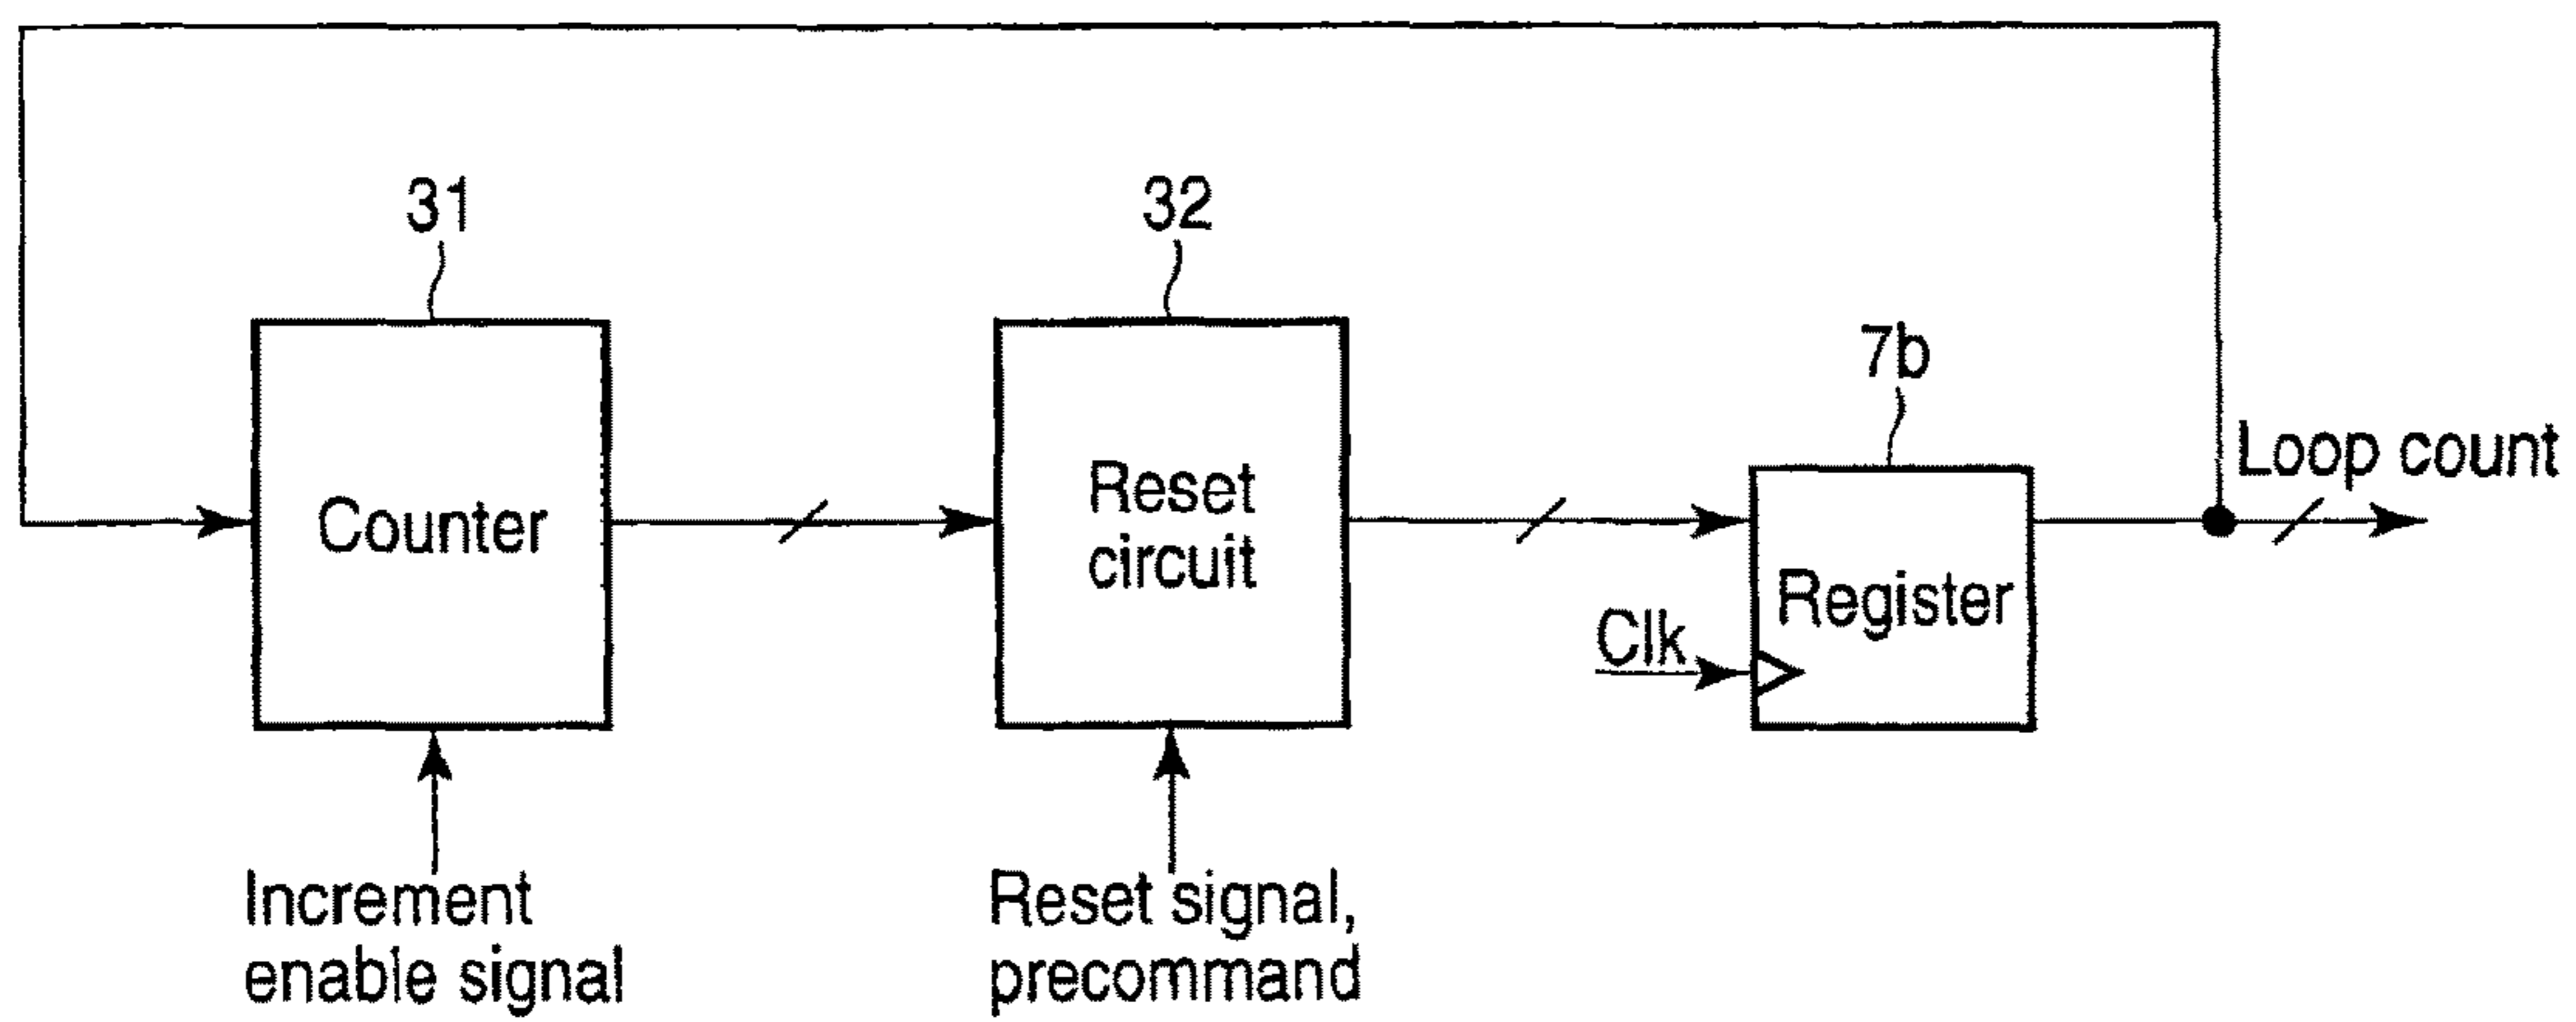 31
32
7b
Loop count
Counter
Reset
circuit
Register
Clk
Increment
enable signal
Reset signal,
precommand